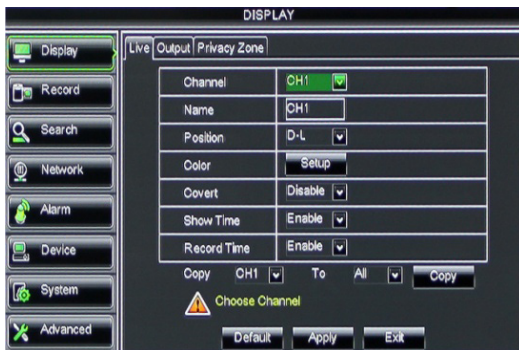 DISPLAY
Display
Record
Search
Network
Alarm
Device
System
Advanced
Live Output Privacy Zone
Channel CH1
Name CH1
Position D-L
Color Setup
Covert Disable
Show Time Enable
Record Time Enable
Copy CH1 To All Copy
Choose Channel
Default Apply Exit